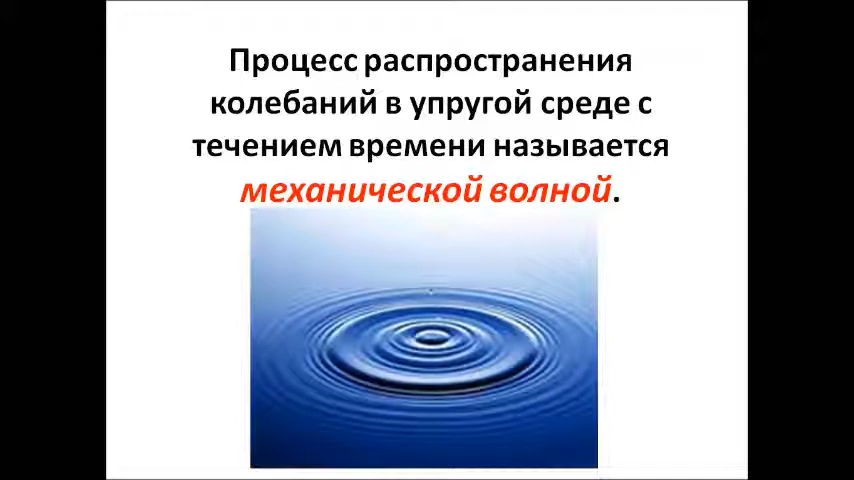 Процесс распространения
колебаний в упругой среде с
течением времени называется
механической волной.